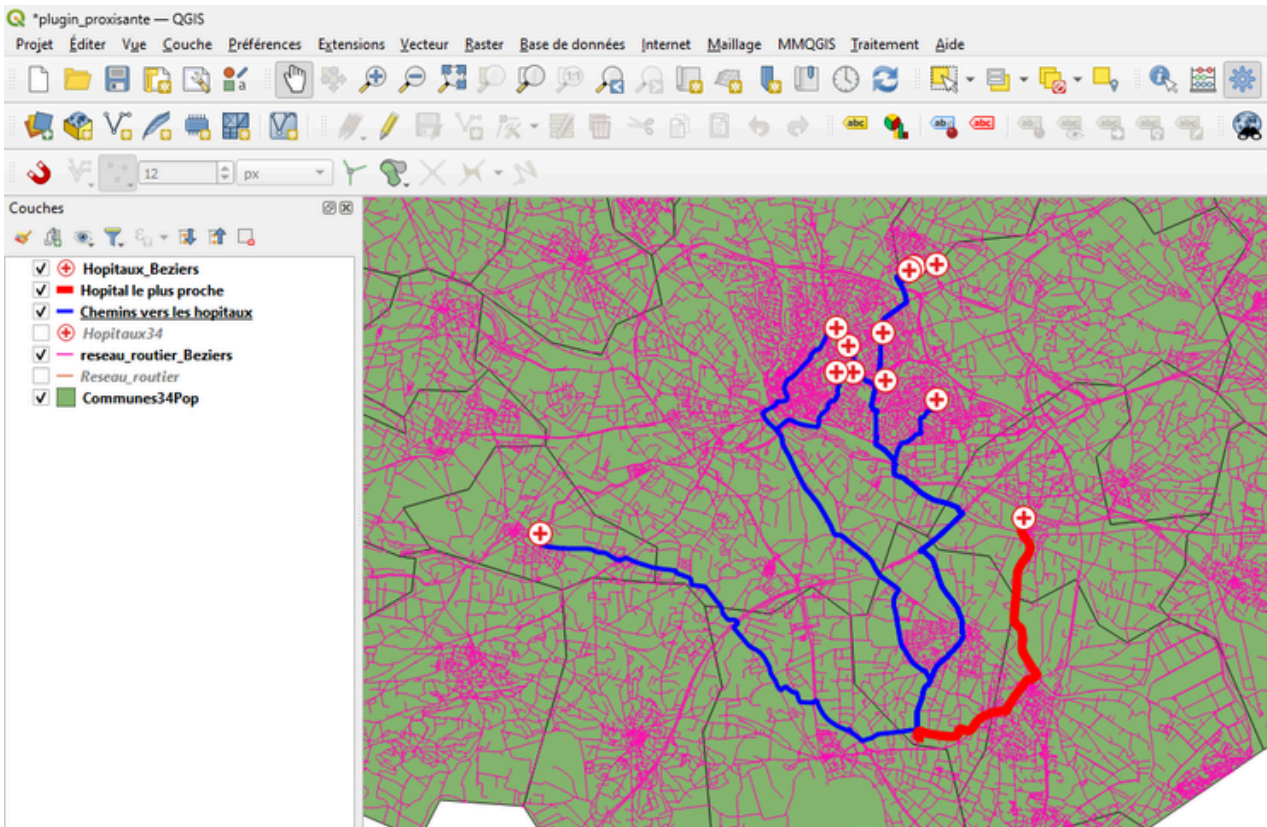 *plugin_proxisante — QGIS
Projet Éditer Vue Couche Préférences Extensions Vecteur Raster Base de données Internet Maillage MMQGIS Traitement Aide
12 px
Couches
Hopitaux_Beziers
Hopital le plus proche
Chemins vers les hopitaux
Hopitaux34
reseau_routier_Beziers
Reseau_routier
Communes34Pop